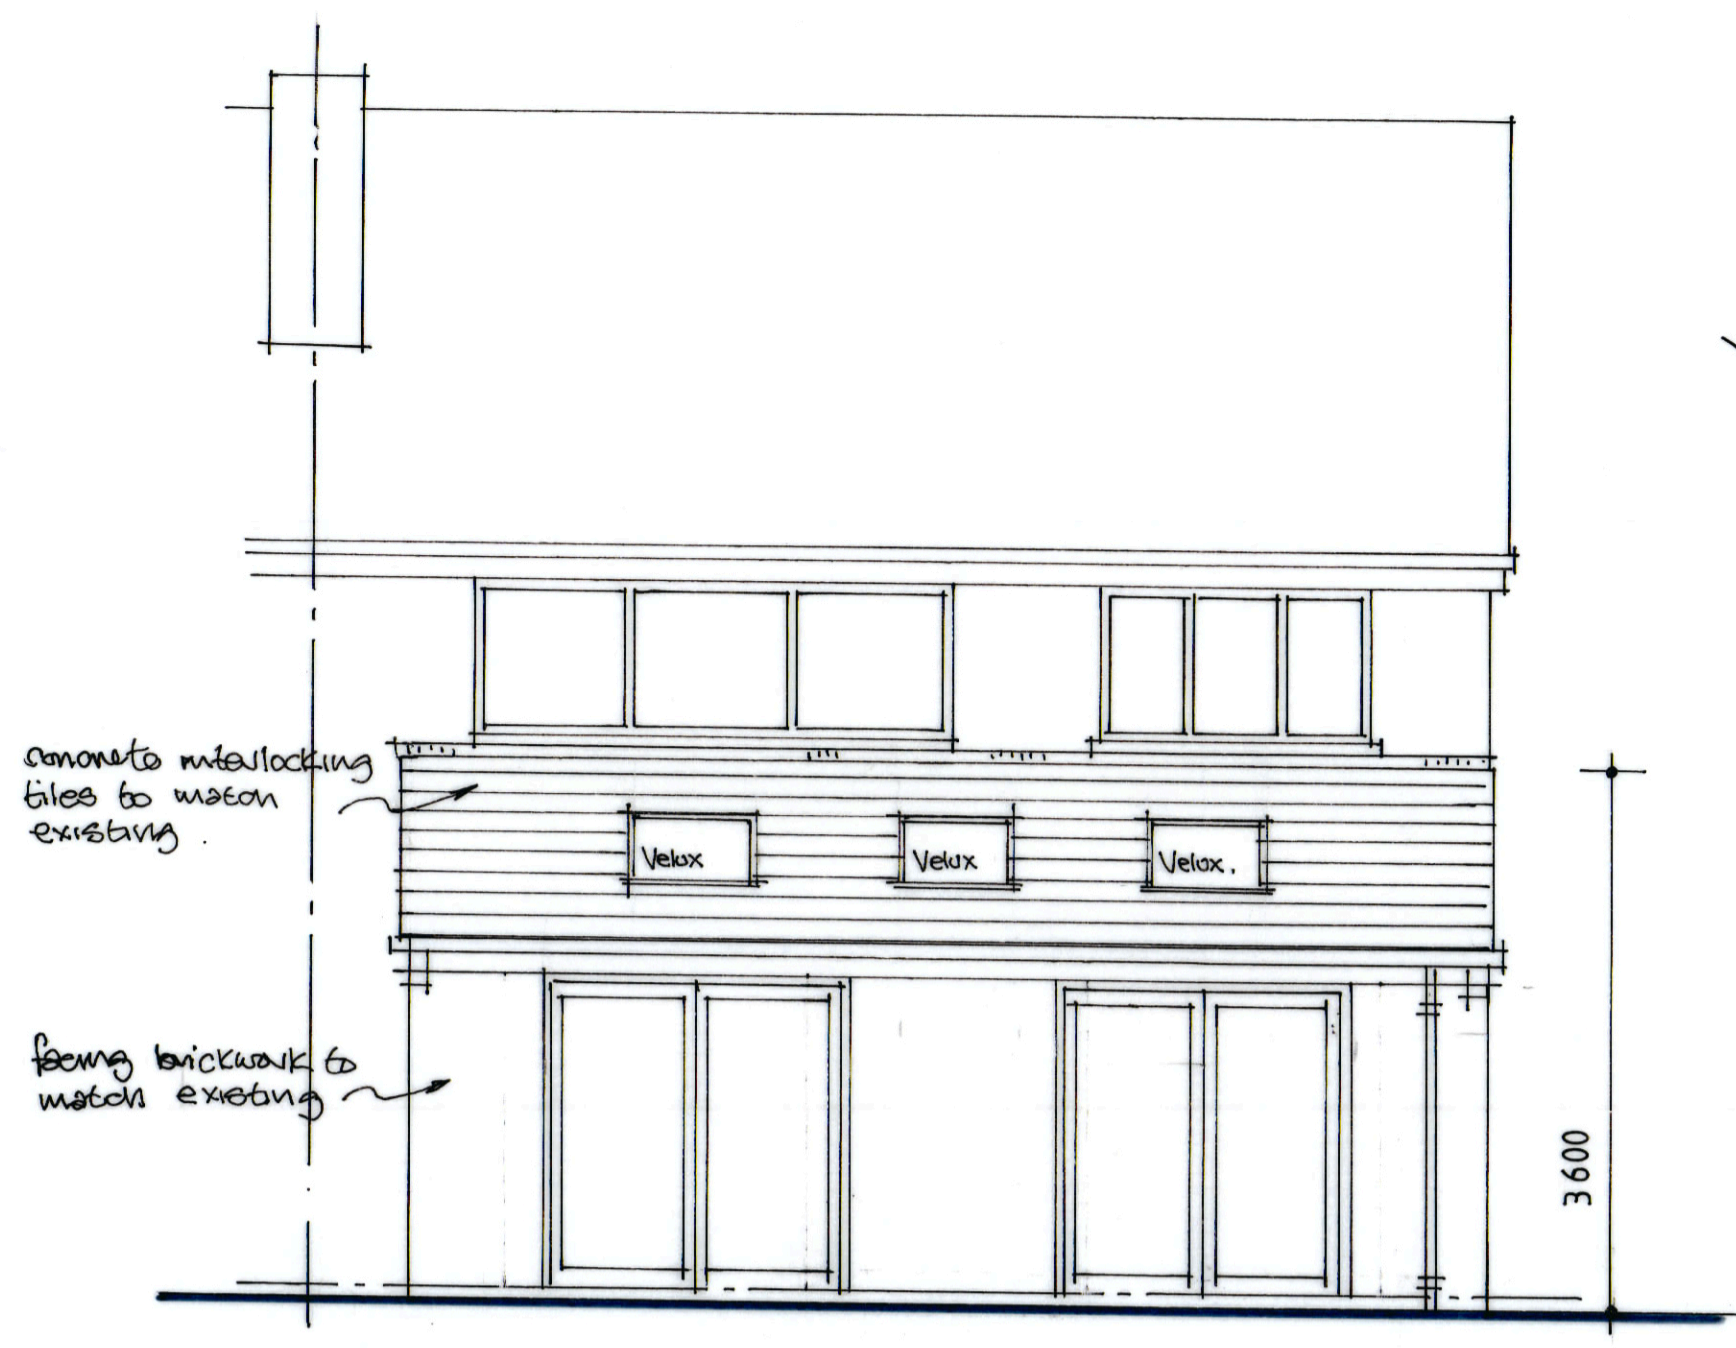 concrete interlocking
tiles to match
existing.
Velux
Velux
Velux.
facing brickwork to
match existing
3600